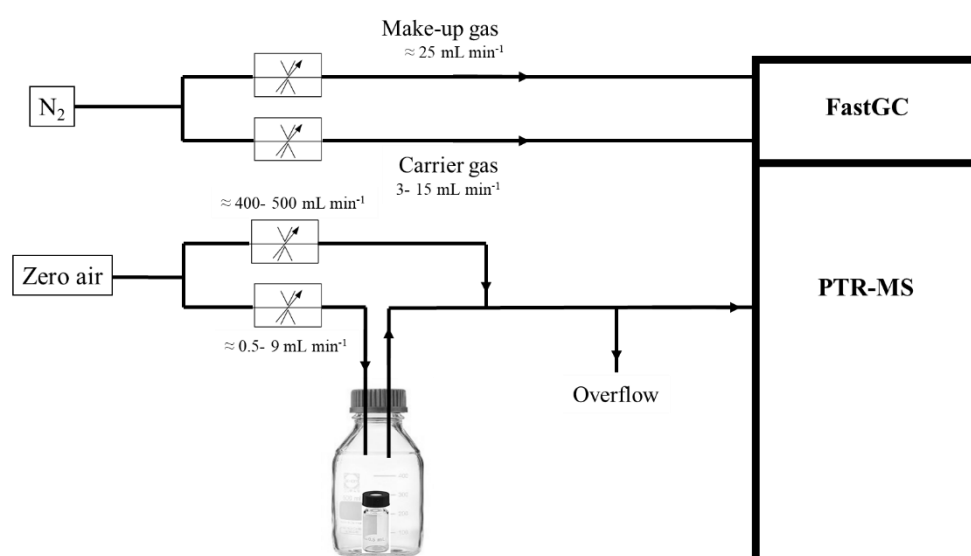 Make-up gas
≈ 25 mL min⁻¹
N₂
FastGC
Carrier gas
3- 15 mL min⁻¹
≈ 400- 500 mL min⁻¹
Zero air
PTR-MS
≈ 0.5- 9 mL min⁻¹
Overflow